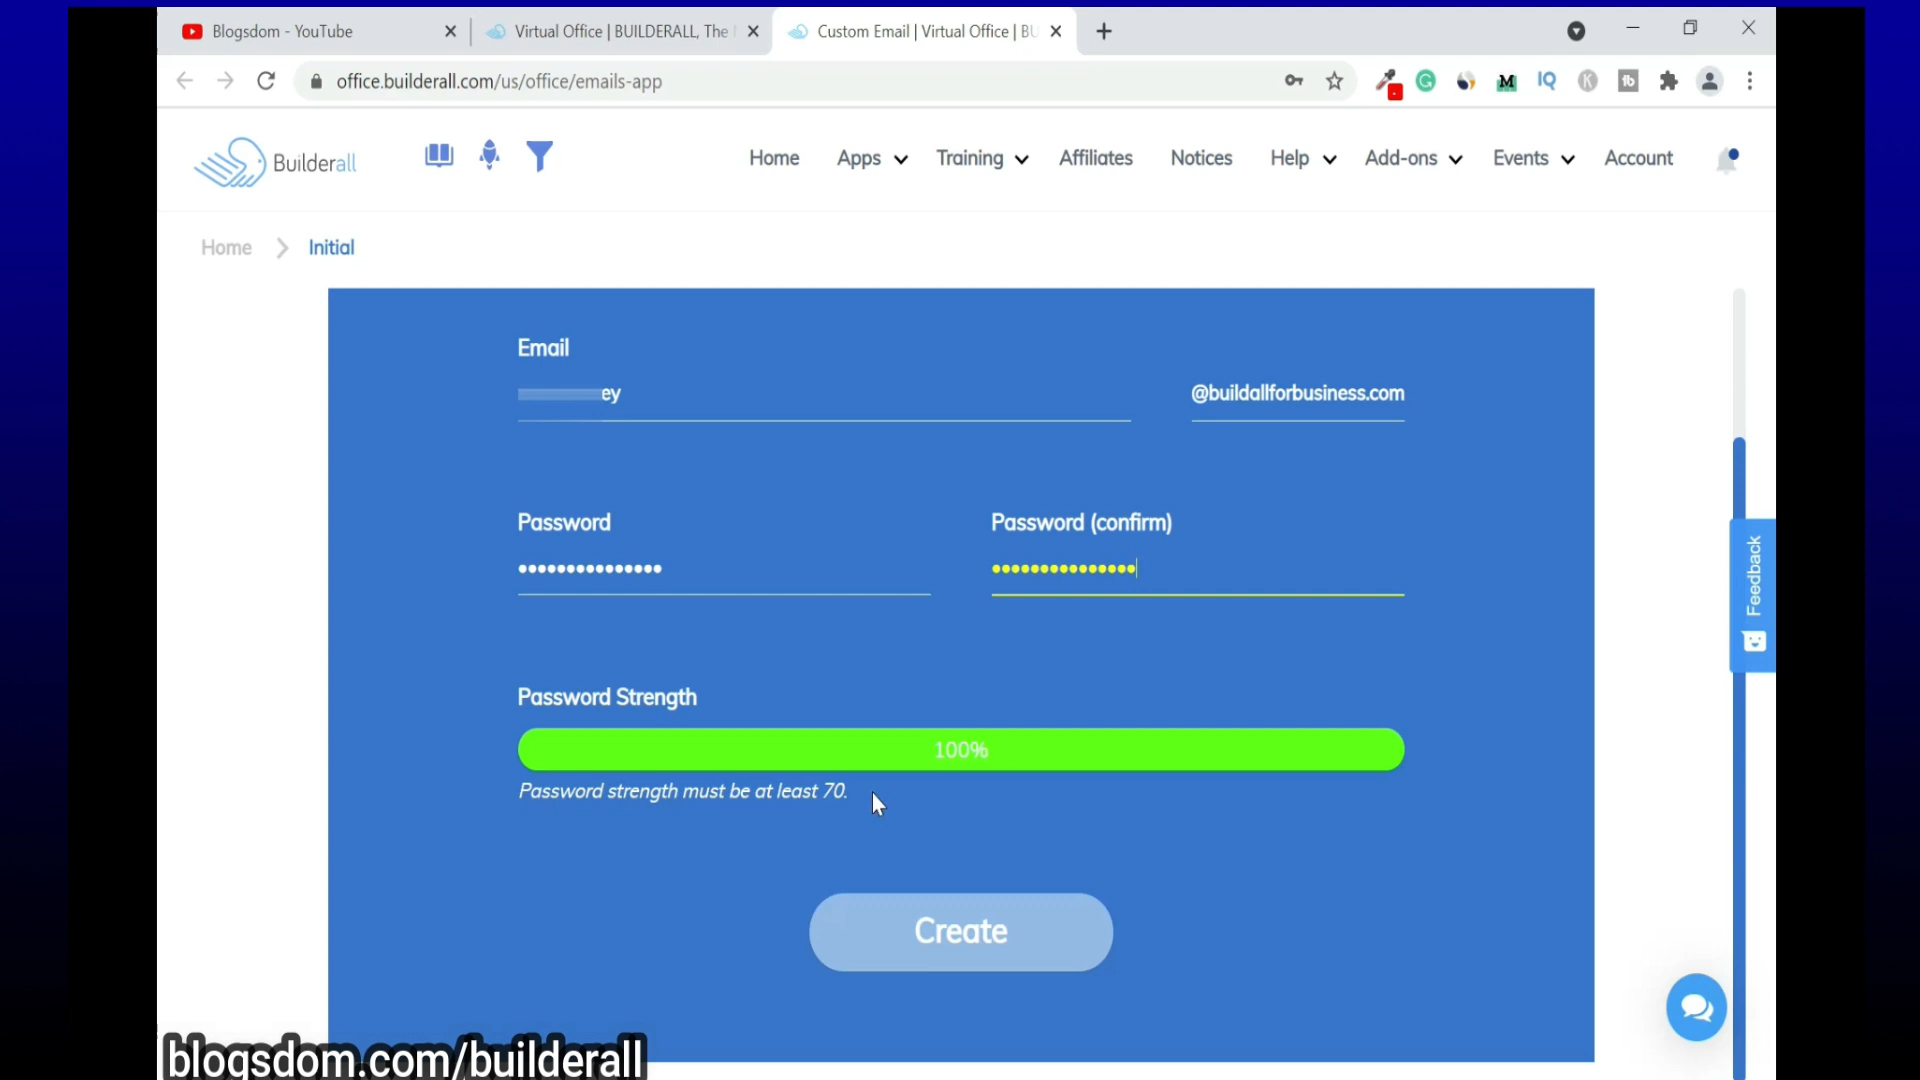 Blogsdom - YouTube
Virtual Office | BUILDERALL, The
Custom Email | Virtual Office | BU
office.builderall.com/us/office/emails-app
Builderall
Home
Apps
Training
Affiliates
Notices
Help
Add-ons
Events
Account
Home
Initial
Email
ey
@buildallforbusiness.com
Password
Password (confirm)
Password Strength
100%
Password strength must be at least 70.
Create
Feedback
blogsdom.com/builderall